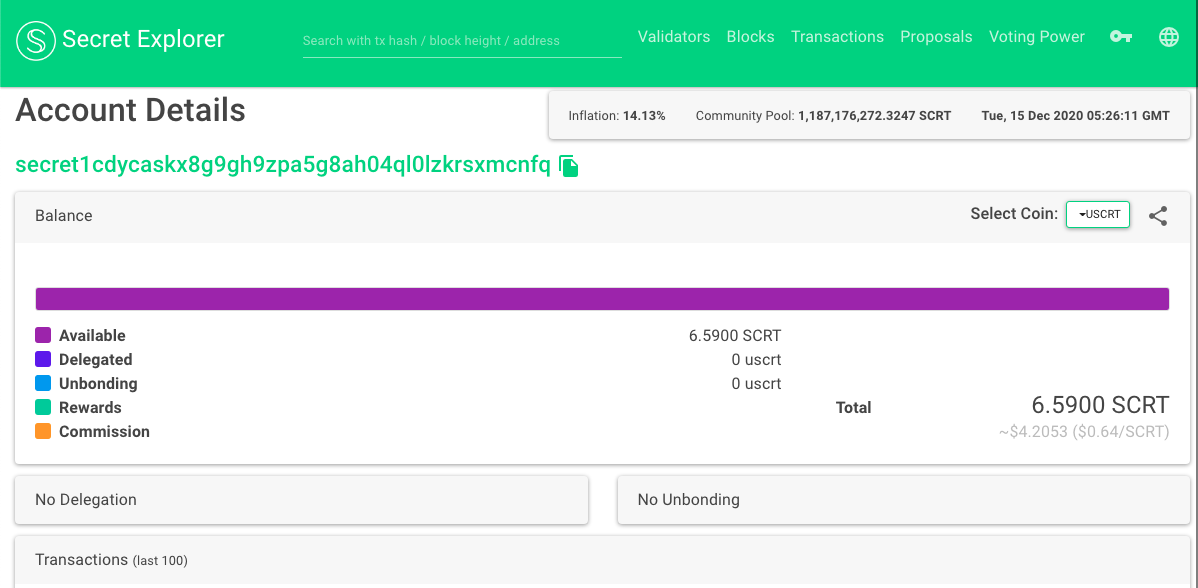 Secret Explorer
Search with tx hash / block height / address
Validators Blocks Transactions Proposals Voting Power
Account Details
Inflation: 14.13% Community Pool: 1,187,176,272.3247 SCRT Tue, 15 Dec 2020 05:26:11 GMT
secret1cdycaskx8g9gh9zpa5g8ah04ql0lzkrsxmcnfq
Balance
Select Coin: USCRT
Available 6.5900 SCRT
Delegated 0 uscrt
Unbonding 0 uscrt
Rewards
Total 6.5900 SCRT
Commission
~$4.2053 ($0.64/SCRT)
No Delegation
No Unbonding
Transactions (last 100)